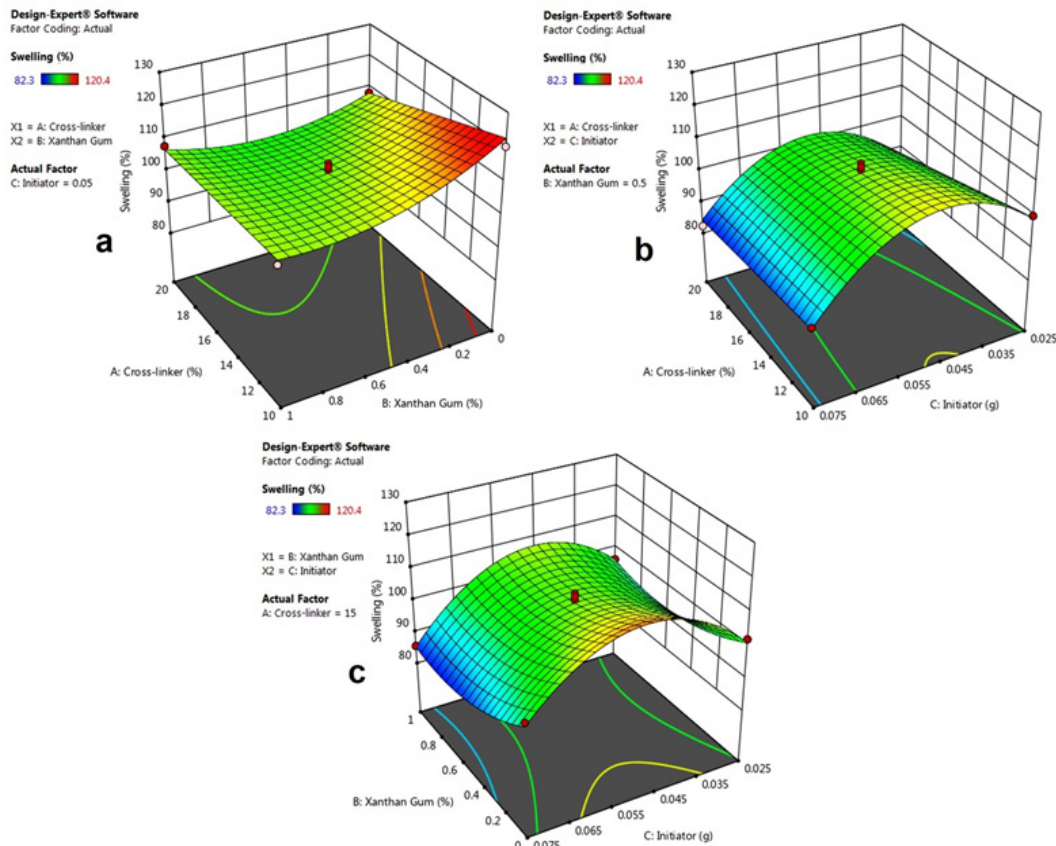 Design-Expert® Software
Factor Coding: Actual
Swelling (%)
82.3 120.4
X1 = A: Cross-linker
X2 = B: Xanthan Gum
Actual Factor
C: Initiator = 0.05
Swelling (%)
130
120
110
100
90
80
a
20
18
16
14
12
10
A: Cross-linker (%)
1
0.8
0.6
0.4
0.2
0
B: Xanthan Gum (%)
Design-Expert® Software
Factor Coding: Actual
Swelling (%)
82.3 120.4
X1 = A: Cross-linker
X2 = C: Initiator
Actual Factor
B: Xanthan Gum = 0.5
Swelling (%)
130
120
110
100
90
80
b
20
18
16
14
12
10
A: Cross-linker (%)
0.075
0.065
0.055
0.045
0.035
0.025
C: Initiator (g)
Design-Expert® Software
Factor Coding: Actual
Swelling (%)
82.3 120.4
X1 = B: Xanthan Gum
X2 = C: Initiator
Actual Factor
A: Cross-linker = 15
Swelling (%)
130
120
110
100
90
80
c
1
0.8
0.6
0.4
0.2
0
B: Xanthan Gum (%)
0.075
0.065
0.055
0.045
0.035
0.025
C: Initiator (g)